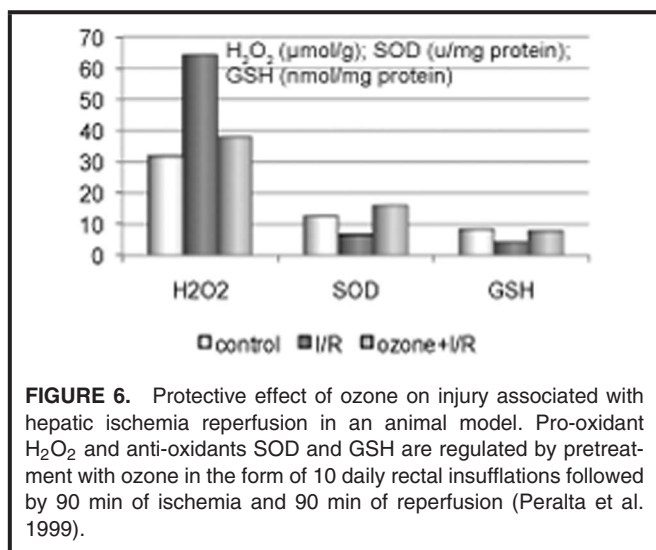 70
60
50
40
30
20
10
0
H₂O₂ (µmol/g); SOD (u/mg protein);
GSH (nmol/mg protein)
H2O2 SOD GSH
control I/R ozone+I/R
FIGURE 6. Protective effect of ozone on injury associated with
hepatic ischemia reperfusion in an animal model. Pro-oxidant
H₂O₂ and anti-oxidants SOD and GSH are regulated by pretreat-
ment with ozone in the form of 10 daily rectal insufflations followed
by 90 min of ischemia and 90 min of reperfusion (Peralta et al.
1999).